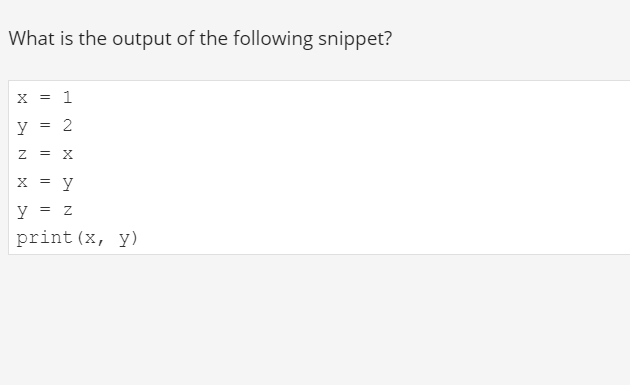 What is the output of the following snippet?
x = 1
y = 2
z = x
x = y
y = z
print(x, y)